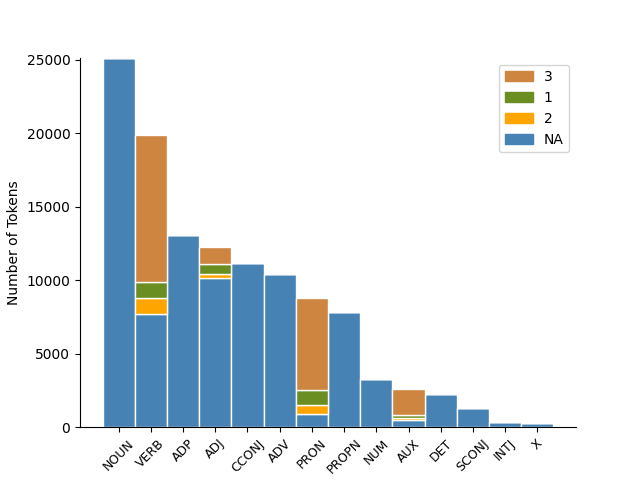 25000
20000
15000
10000
5000
0
Number of Tokens
3
1
2
NA
NOUN
VERB
ADP
ADJ
CCONJ
ADV
PRON
PROPN
NUM
AUX
DET
SCONJ
INTJ
X